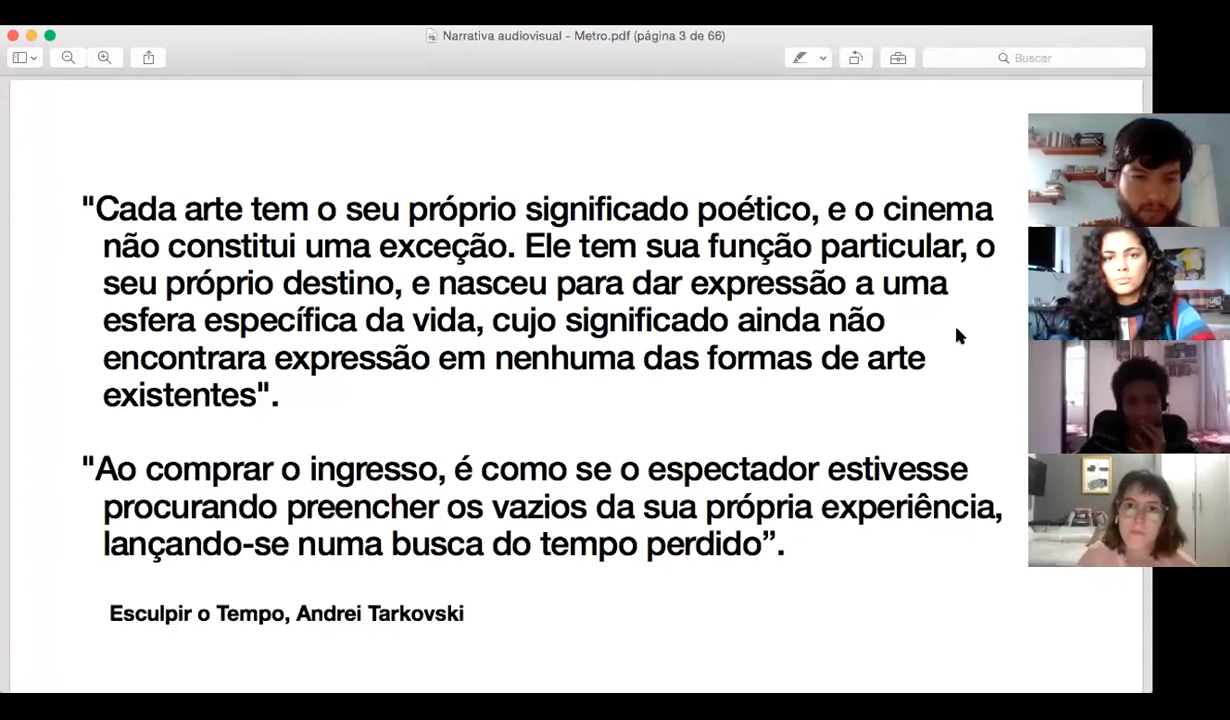 Narrativa audiovisual - Metro.pdf (página 3 de 66)
Buscar
"Cada arte tem o seu próprio significado poético, e o cinema
não constitui uma exceção. Ele tem sua função particular, o
seu próprio destino, e nasceu para dar expressão a uma
esfera específica da vida, cujo significado ainda não
encontrara expressão em nenhuma das formas de arte
existentes".
"Ao comprar o ingresso, é como se o espectador estivesse
procurando preencher os vazios da sua própria experiência,
lançando-se numa busca do tempo perdido”.
Esculpir o Tempo, Andrei Tarkovski